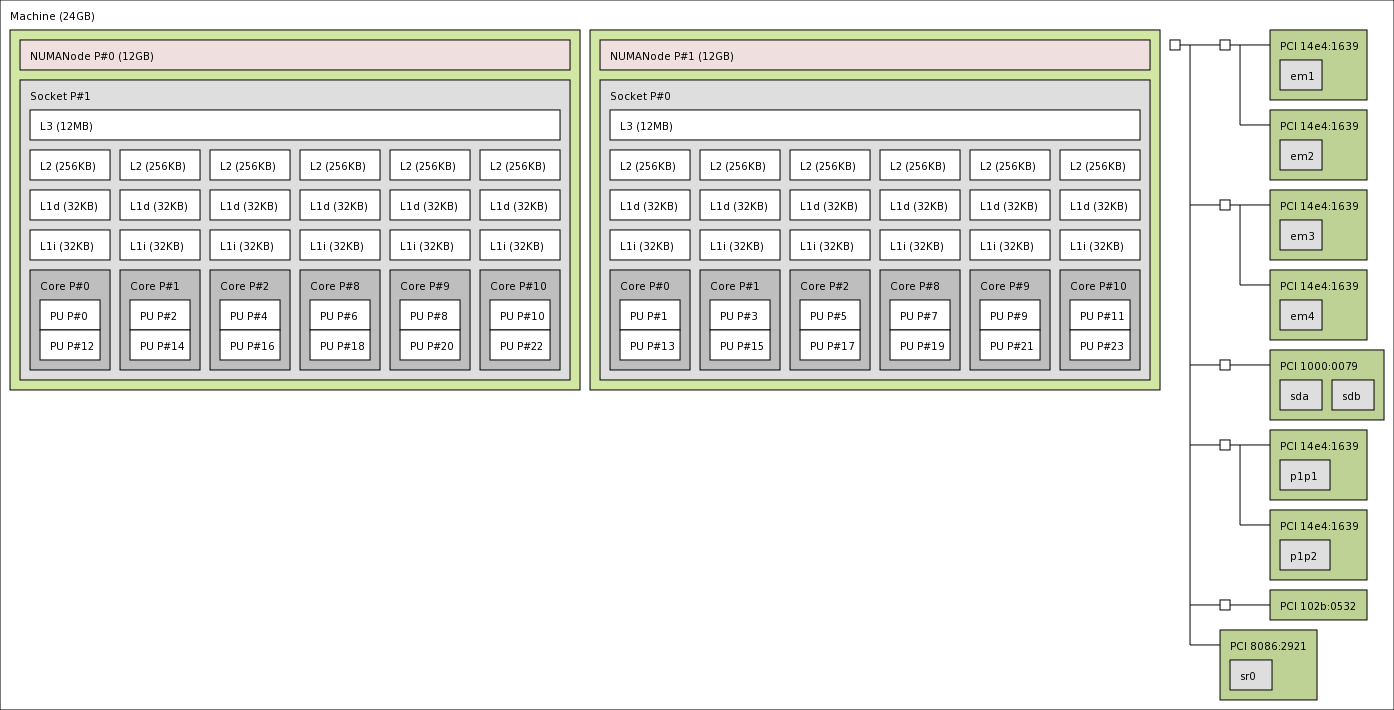 Machine (24GB)
NUMANode P#0 (12GB)
Socket P#1
L3 (12MB)
L2 (256KB) L2 (256KB) L2 (256KB) L2 (256KB) L2 (256KB) L2 (256KB)
L1d (32KB) L1d (32KB) L1d (32KB) L1d (32KB) L1d (32KB) L1d (32KB)
L1i (32KB) L1i (32KB) L1i (32KB) L1i (32KB) L1i (32KB) L1i (32KB)
Core P#0 Core P#1 Core P#2 Core P#8 Core P#9 Core P#10
PU P#0 PU P#2 PU P#4 PU P#6 PU P#8 PU P#10
PU P#12 PU P#14 PU P#16 PU P#18 PU P#20 PU P#22
NUMANode P#1 (12GB)
Socket P#0
L3 (12MB)
L2 (256KB) L2 (256KB) L2 (256KB) L2 (256KB) L2 (256KB) L2 (256KB)
L1d (32KB) L1d (32KB) L1d (32KB) L1d (32KB) L1d (32KB) L1d (32KB)
L1i (32KB) L1i (32KB) L1i (32KB) L1i (32KB) L1i (32KB) L1i (32KB)
Core P#0 Core P#1 Core P#2 Core P#8 Core P#9 Core P#10
PU P#1 PU P#3 PU P#5 PU P#7 PU P#9 PU P#11
PU P#13 PU P#15 PU P#17 PU P#19 PU P#21 PU P#23
PCI 14e4:1639
em1
PCI 14e4:1639
em2
PCI 14e4:1639
em3
PCI 14e4:1639
em4
PCI 1000:0079
sda sdb
PCI 14e4:1639
p1p1
PCI 14e4:1639
p1p2
PCI 102b:0532
PCI 8086:2921
sr0